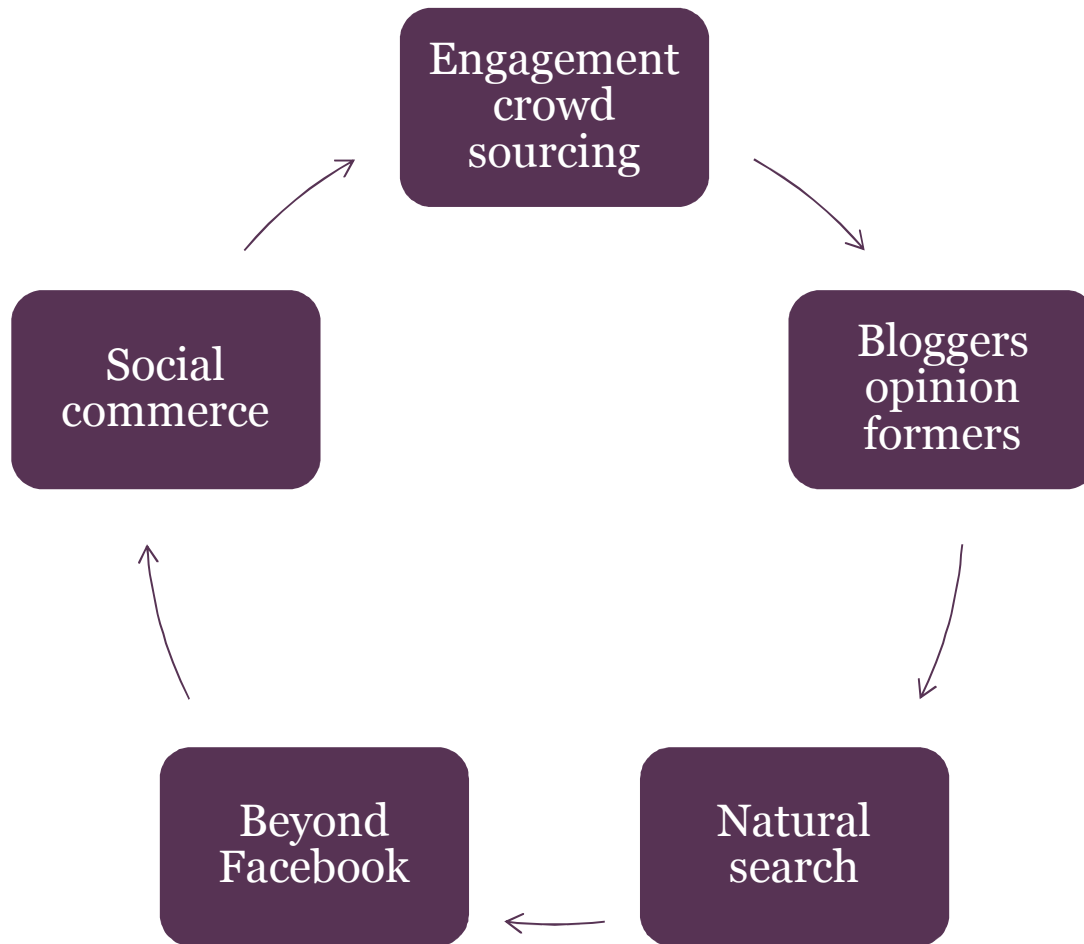 Engagement
crowd
sourcing
Bloggers
opinion
formers
Natural
search
Beyond
Facebook
Social
commerce